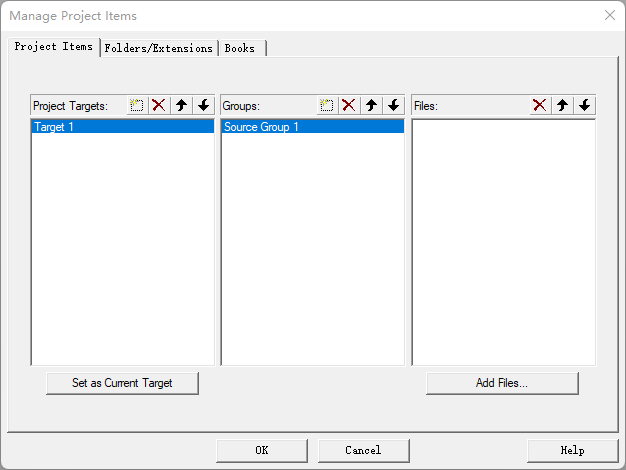 Manage Project Items
Project Items Folders/Extensions Books
Project Targets: Groups: Files:
Target 1 Source Group 1
Set as Current Target Add Files...
OK Cancel Help